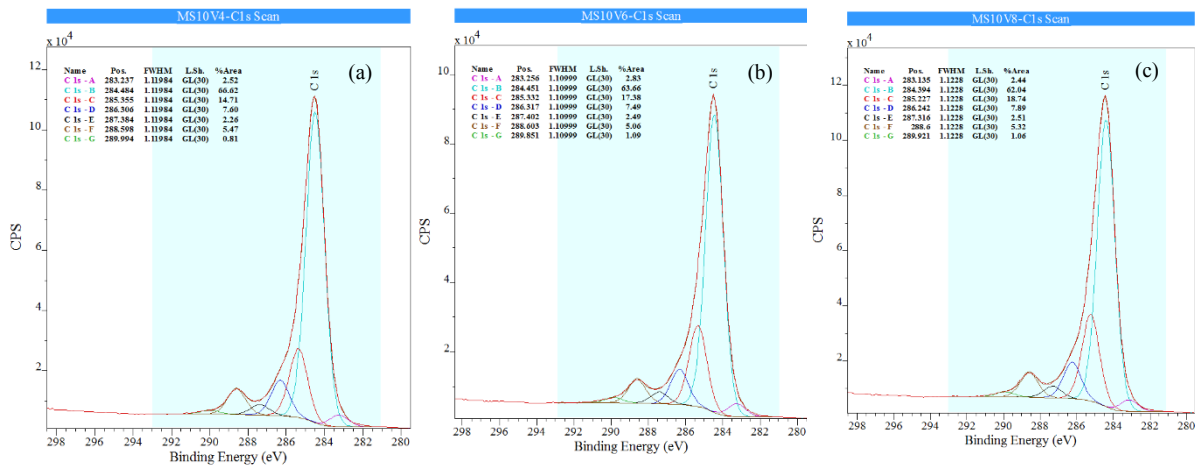 MS10V4-C1s Scan
x 10⁴
(a)
Name Pos. FWHM L.Sh. %Area
C 1s - A 283.237 1.11984 GL(30) 2.52
C 1s - B 284.484 1.11984 GL(30) 66.62
C 1s - C 285.355 1.11984 GL(30) 14.71
C 1s - D 286.306 1.11984 GL(30) 7.60
C 1s - E 287.384 1.11984 GL(30) 2.26
C 1s - F 288.598 1.11984 GL(30) 5.47
C 1s - G 289.994 1.11984 GL(30) 0.81
C 1s
12
10
8
6
4
2
CPS
298 296 294 292 290 288 286 284 282 280
Binding Energy (eV)
MS10V6-C1s Scan
x 10⁴
(b)
Name Pos. FWHM L.Sh. %Area
C 1s - A 283.256 1.10999 GL(30) 2.83
C 1s - B 284.451 1.10999 GL(30) 63.66
C 1s - C 285.332 1.10999 GL(30) 17.38
C 1s - D 286.317 1.10999 GL(30) 7.49
C 1s - E 287.402 1.10999 GL(30) 2.49
C 1s - F 288.603 1.10999 GL(30) 5.06
C 1s - G 289.851 1.10999 GL(30) 1.09
C 1s
10
8
6
4
2
CPS
298 296 294 292 290 288 286 284 282 280
Binding Energy (eV)
MS10V8-C1s Scan
x 10⁴
(c)
Name Pos. FWHM L.Sh. %Area
C 1s - A 283.135 1.1228 GL(30) 2.44
C 1s - B 284.394 1.1228 GL(30) 62.04
C 1s - C 285.227 1.1228 GL(30) 18.74
C 1s - D 286.242 1.1228 GL(30) 7.89
C 1s - E 287.316 1.1228 GL(30) 2.51
C 1s - F 288.6 1.1228 GL(30) 5.32
C 1s - G 289.921 1.1228 GL(30) 1.06
C 1s
12
10
8
6
4
2
CPS
298 296 294 292 290 288 286 284 282 280
Binding Energy (eV)